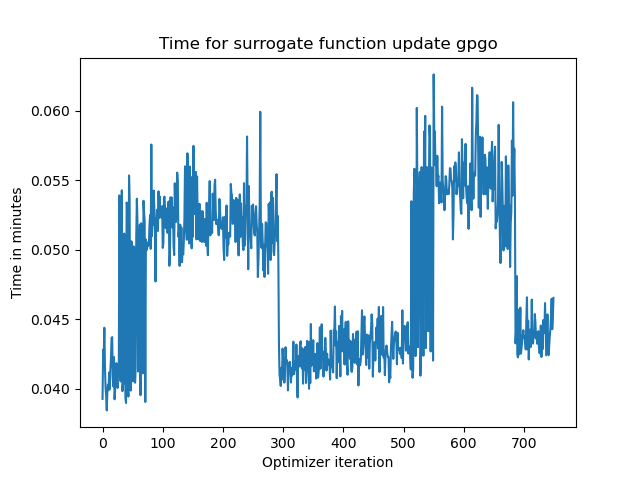 Time for surrogate function update gpgo
0.060
0.055
0.050
0.045
0.040
Time in minutes
0 100 200 300 400 500 600 700
Optimizer iteration